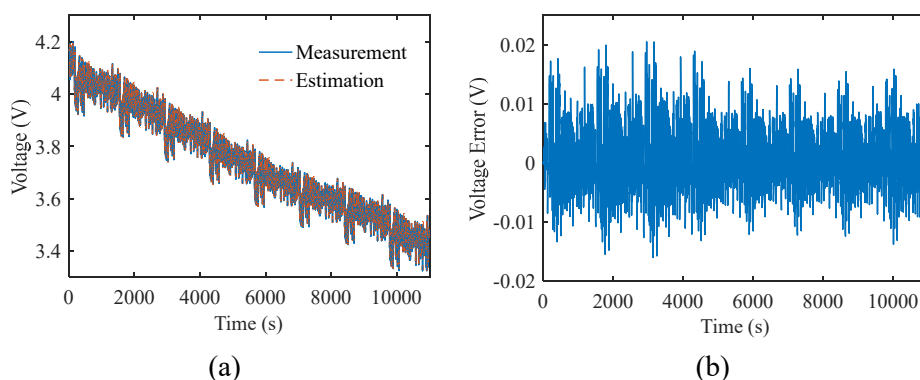 4.2
4
3.8
3.6
3.4
Voltage (V)
Measurement
Estimation
0 2000 4000 6000 8000 10000
Time (s)
(a)
0.02
0.01
0
-0.01
-0.02
Voltage Error (V)
0 2000 4000 6000 8000 10000
Time (s)
(b)